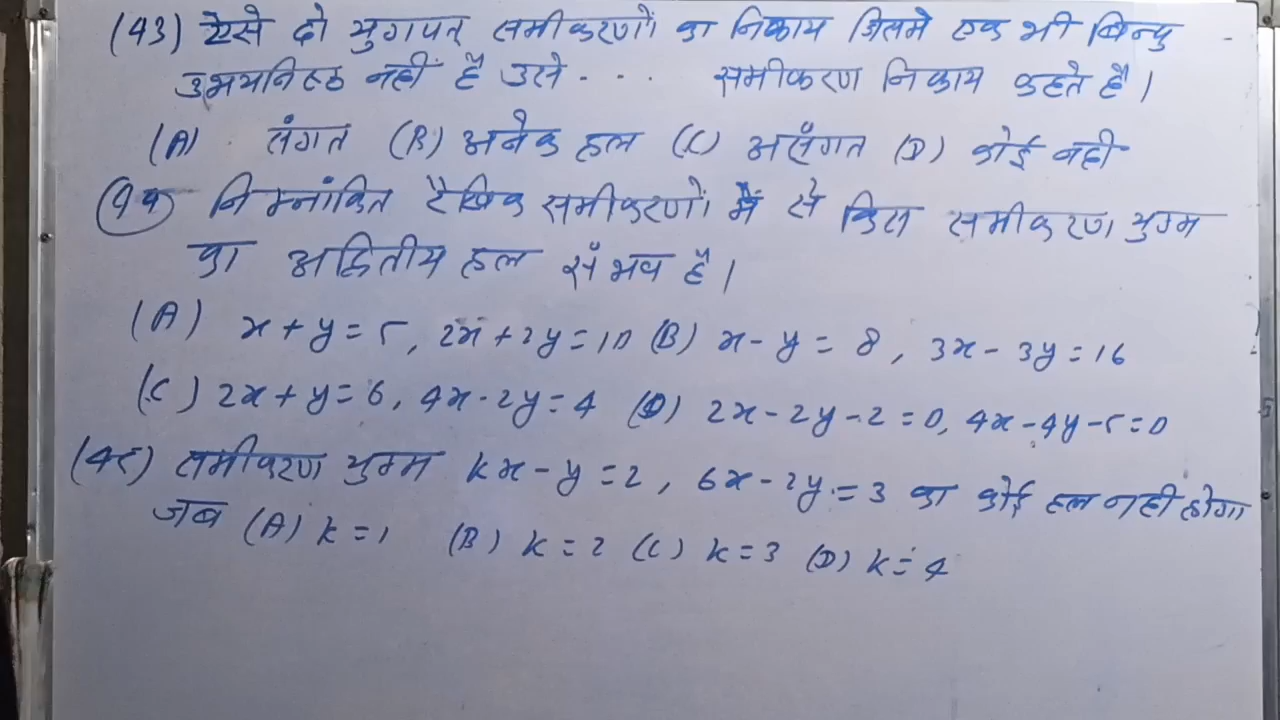 (43) ऐसे दो युगपत् समीकरणों का निकाय जिसमे एक भी बिन्दु
उभयनिष्ठ नहीं है उसे . . . . समीकरण निकाय कहते है।
(A) संगत (B) अनेक हल (C) असंगत (D) कोई नही
(44) निम्नांकित रैखिक समीकरणों में से किस समीकरण युग्म
का अद्वितीय हल संभव है।
(A) x + y = 5, 2x + 2y = 10 (B) x - y = 8, 3x - 3y = 16
(C) 2x + y = 6, 4x - 2y = 4 (D) 2x - 2y - 2 = 0, 4x - 4y - 5 = 0
(45) समीकरण युग्म kx - y = 2, 6x - 2y = 3 का कोई हल नही होगा
जब (A) k = 1 (B) k = 2 (C) k = 3 (D) k = 4